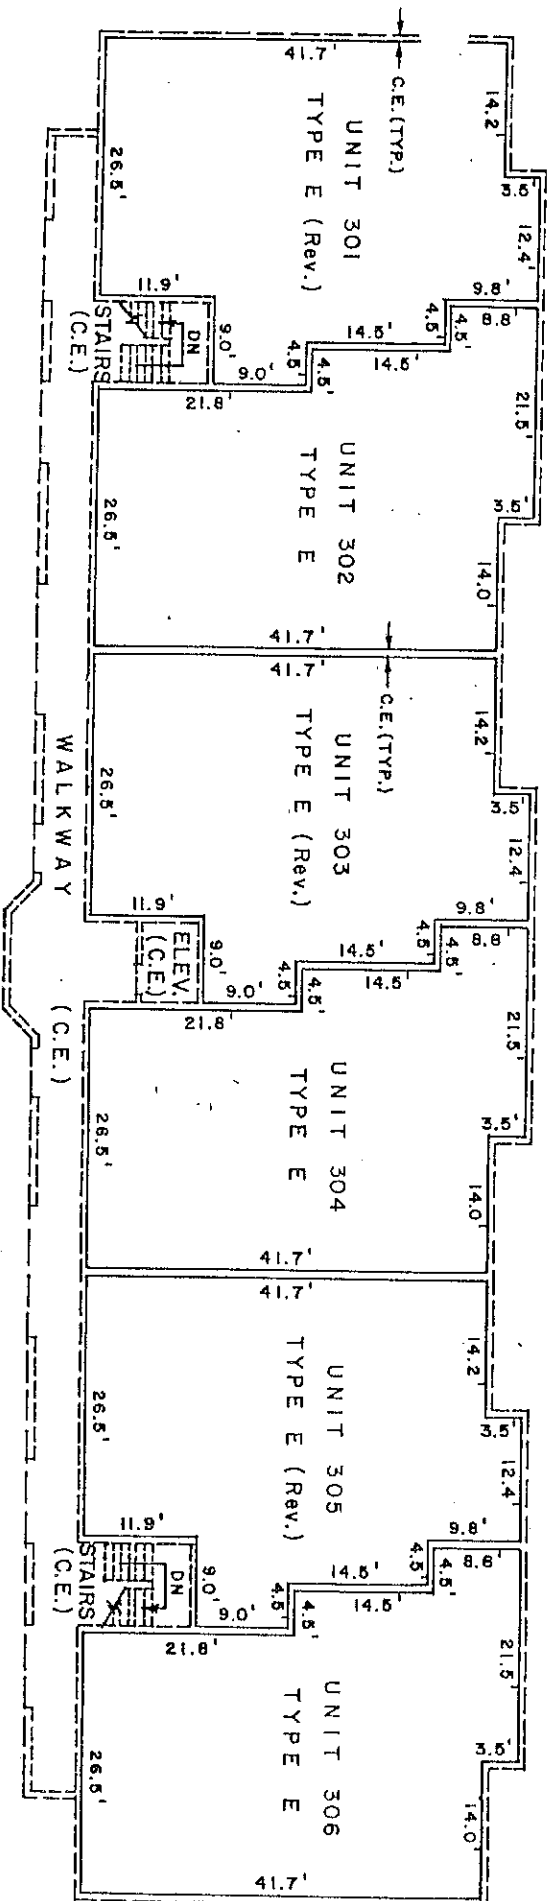 41.7'
C.E. (TYP.)
14.2'
3.5'
12.4'
UNIT 301
TYPE E (Rev.)
26.5'
11.9'
9.0'
9.0'
4.5'
14.5'
4.5'
9.8'
DN
STAIRS
(C.E.)
8.8'
4.5'
14.5'
4.5'
21.8'
21.5'
3.5'
14.0'
UNIT 302
TYPE E
26.5'
41.7'
41.7'
C.E. (TYP.)
14.2'
3.5'
12.4'
UNIT 303
TYPE E (Rev.)
26.5'
11.9'
9.0'
9.0'
4.5'
14.5'
4.5'
9.8'
ELEV.
(C.E.)
8.8'
4.5'
14.5'
4.5'
21.8'
21.5'
3.5'
14.0'
UNIT 304
TYPE E
26.5'
41.7'
WALKWAY (C.E.)
41.7'
14.2'
3.5'
12.4'
UNIT 305
TYPE E (Rev.)
26.5'
11.9'
9.0'
9.0'
4.5'
14.5'
4.5'
9.8'
DN
STAIRS
(C.E.)
8.6'
4.5'
14.5'
4.5'
21.8'
21.5'
3.5'
14.0'
UNIT 306
TYPE E
26.5'
41.7'